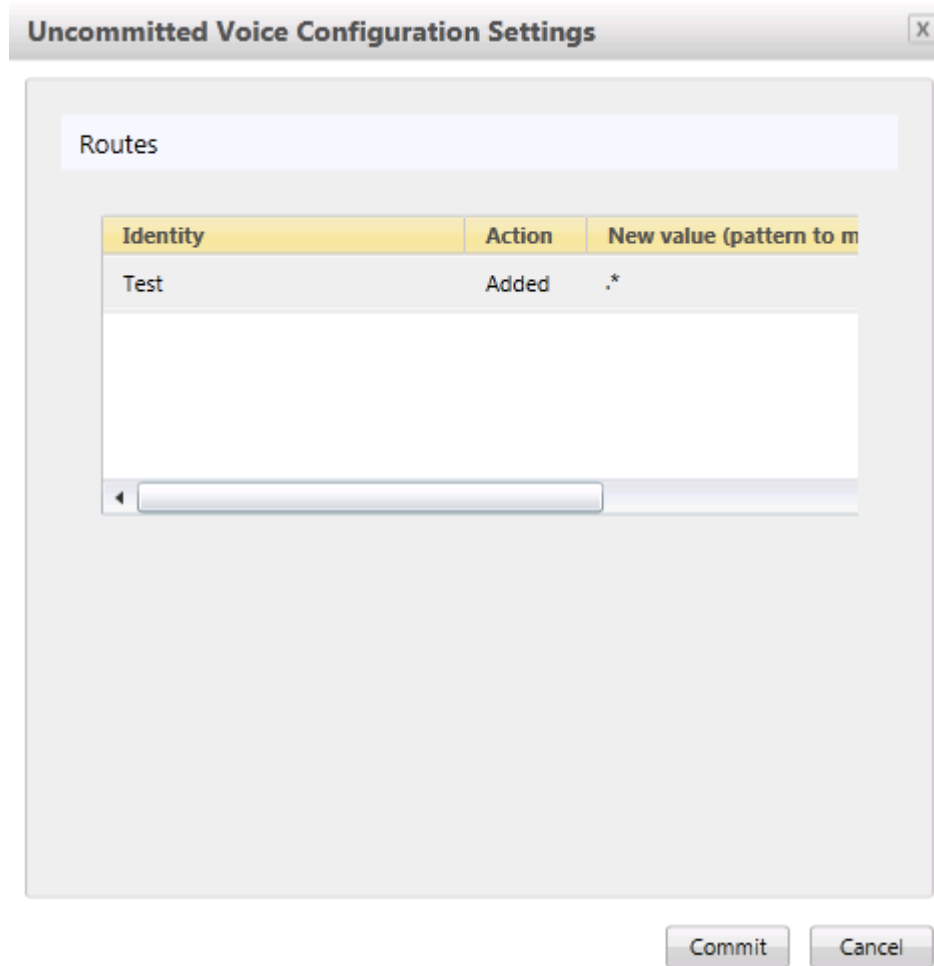 Uncommitted Voice Configuration Settings X
Routes
Identity Action New value (pattern to m
Test Added .*
Commit Cancel